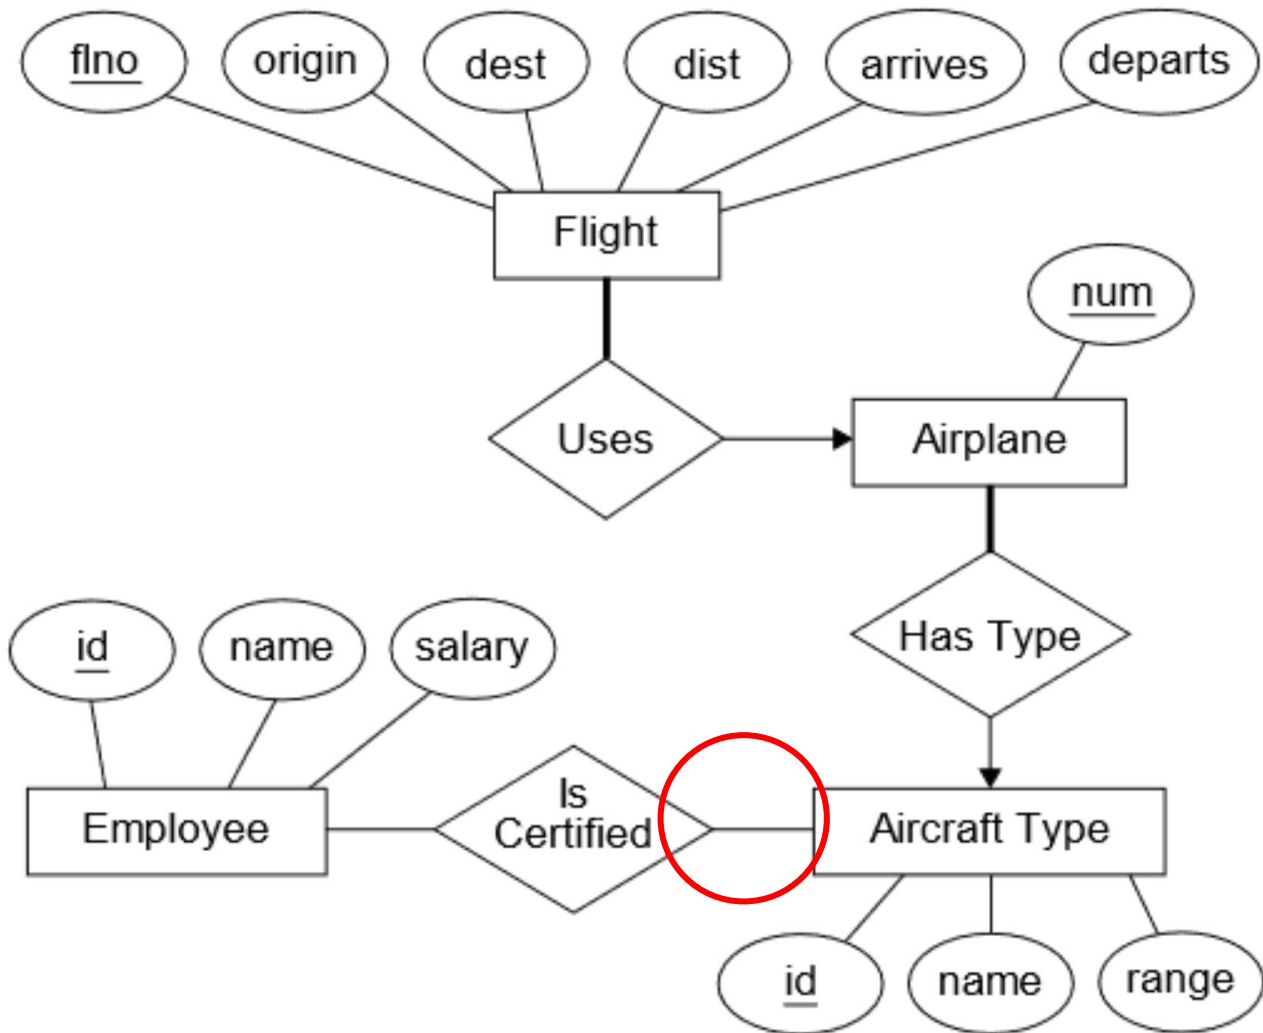 flno
origin
dest
dist
arrives
departs
Flight
num
Uses
Airplane
Has Type
id
name
salary
Is
Certified
Employee
Aircraft Type
id
name
range